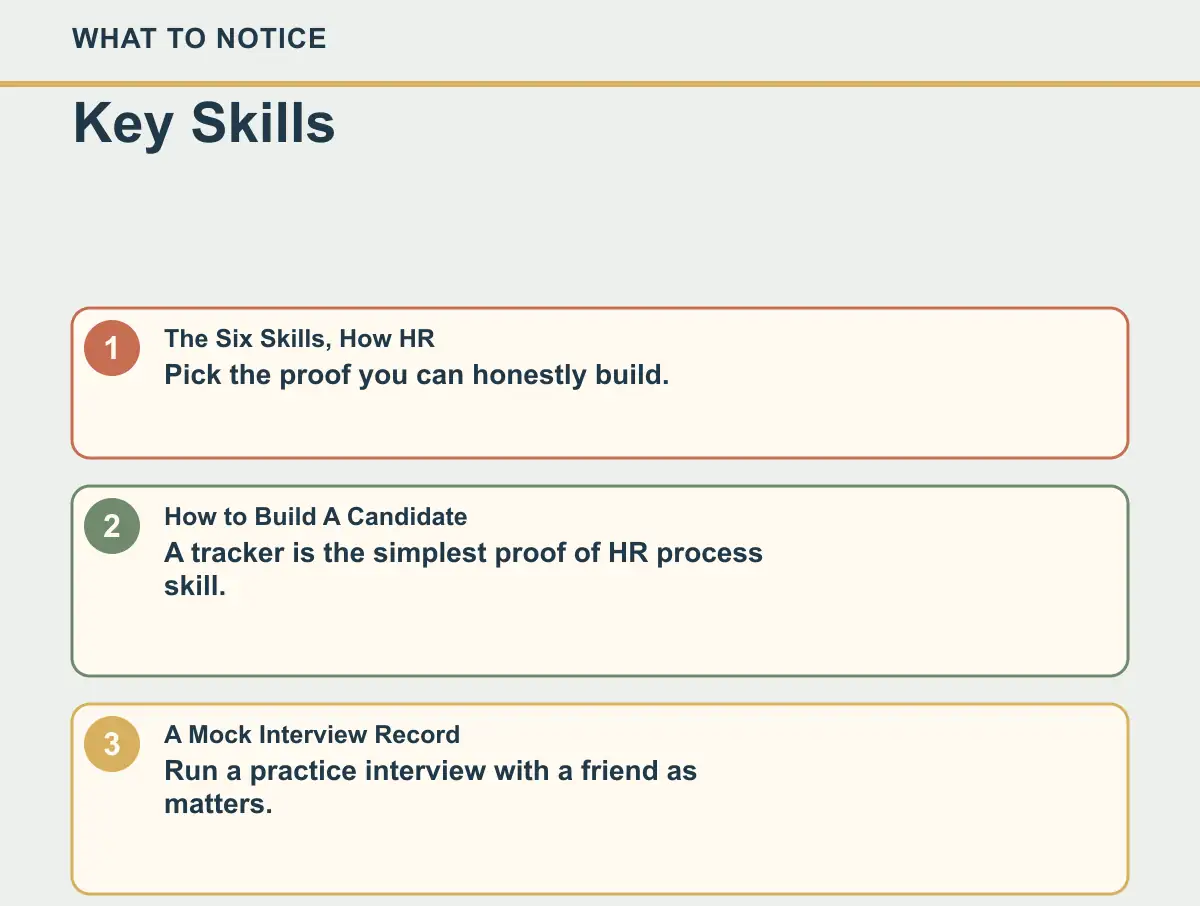 WHAT TO NOTICE
Key Skills
1
The Six Skills, How HR
Pick the proof you can honestly build.
2
How to Build A Candidate
A tracker is the simplest proof of HR process
skill.
3
A Mock Interview Record
Run a practice interview with a friend as
matters.